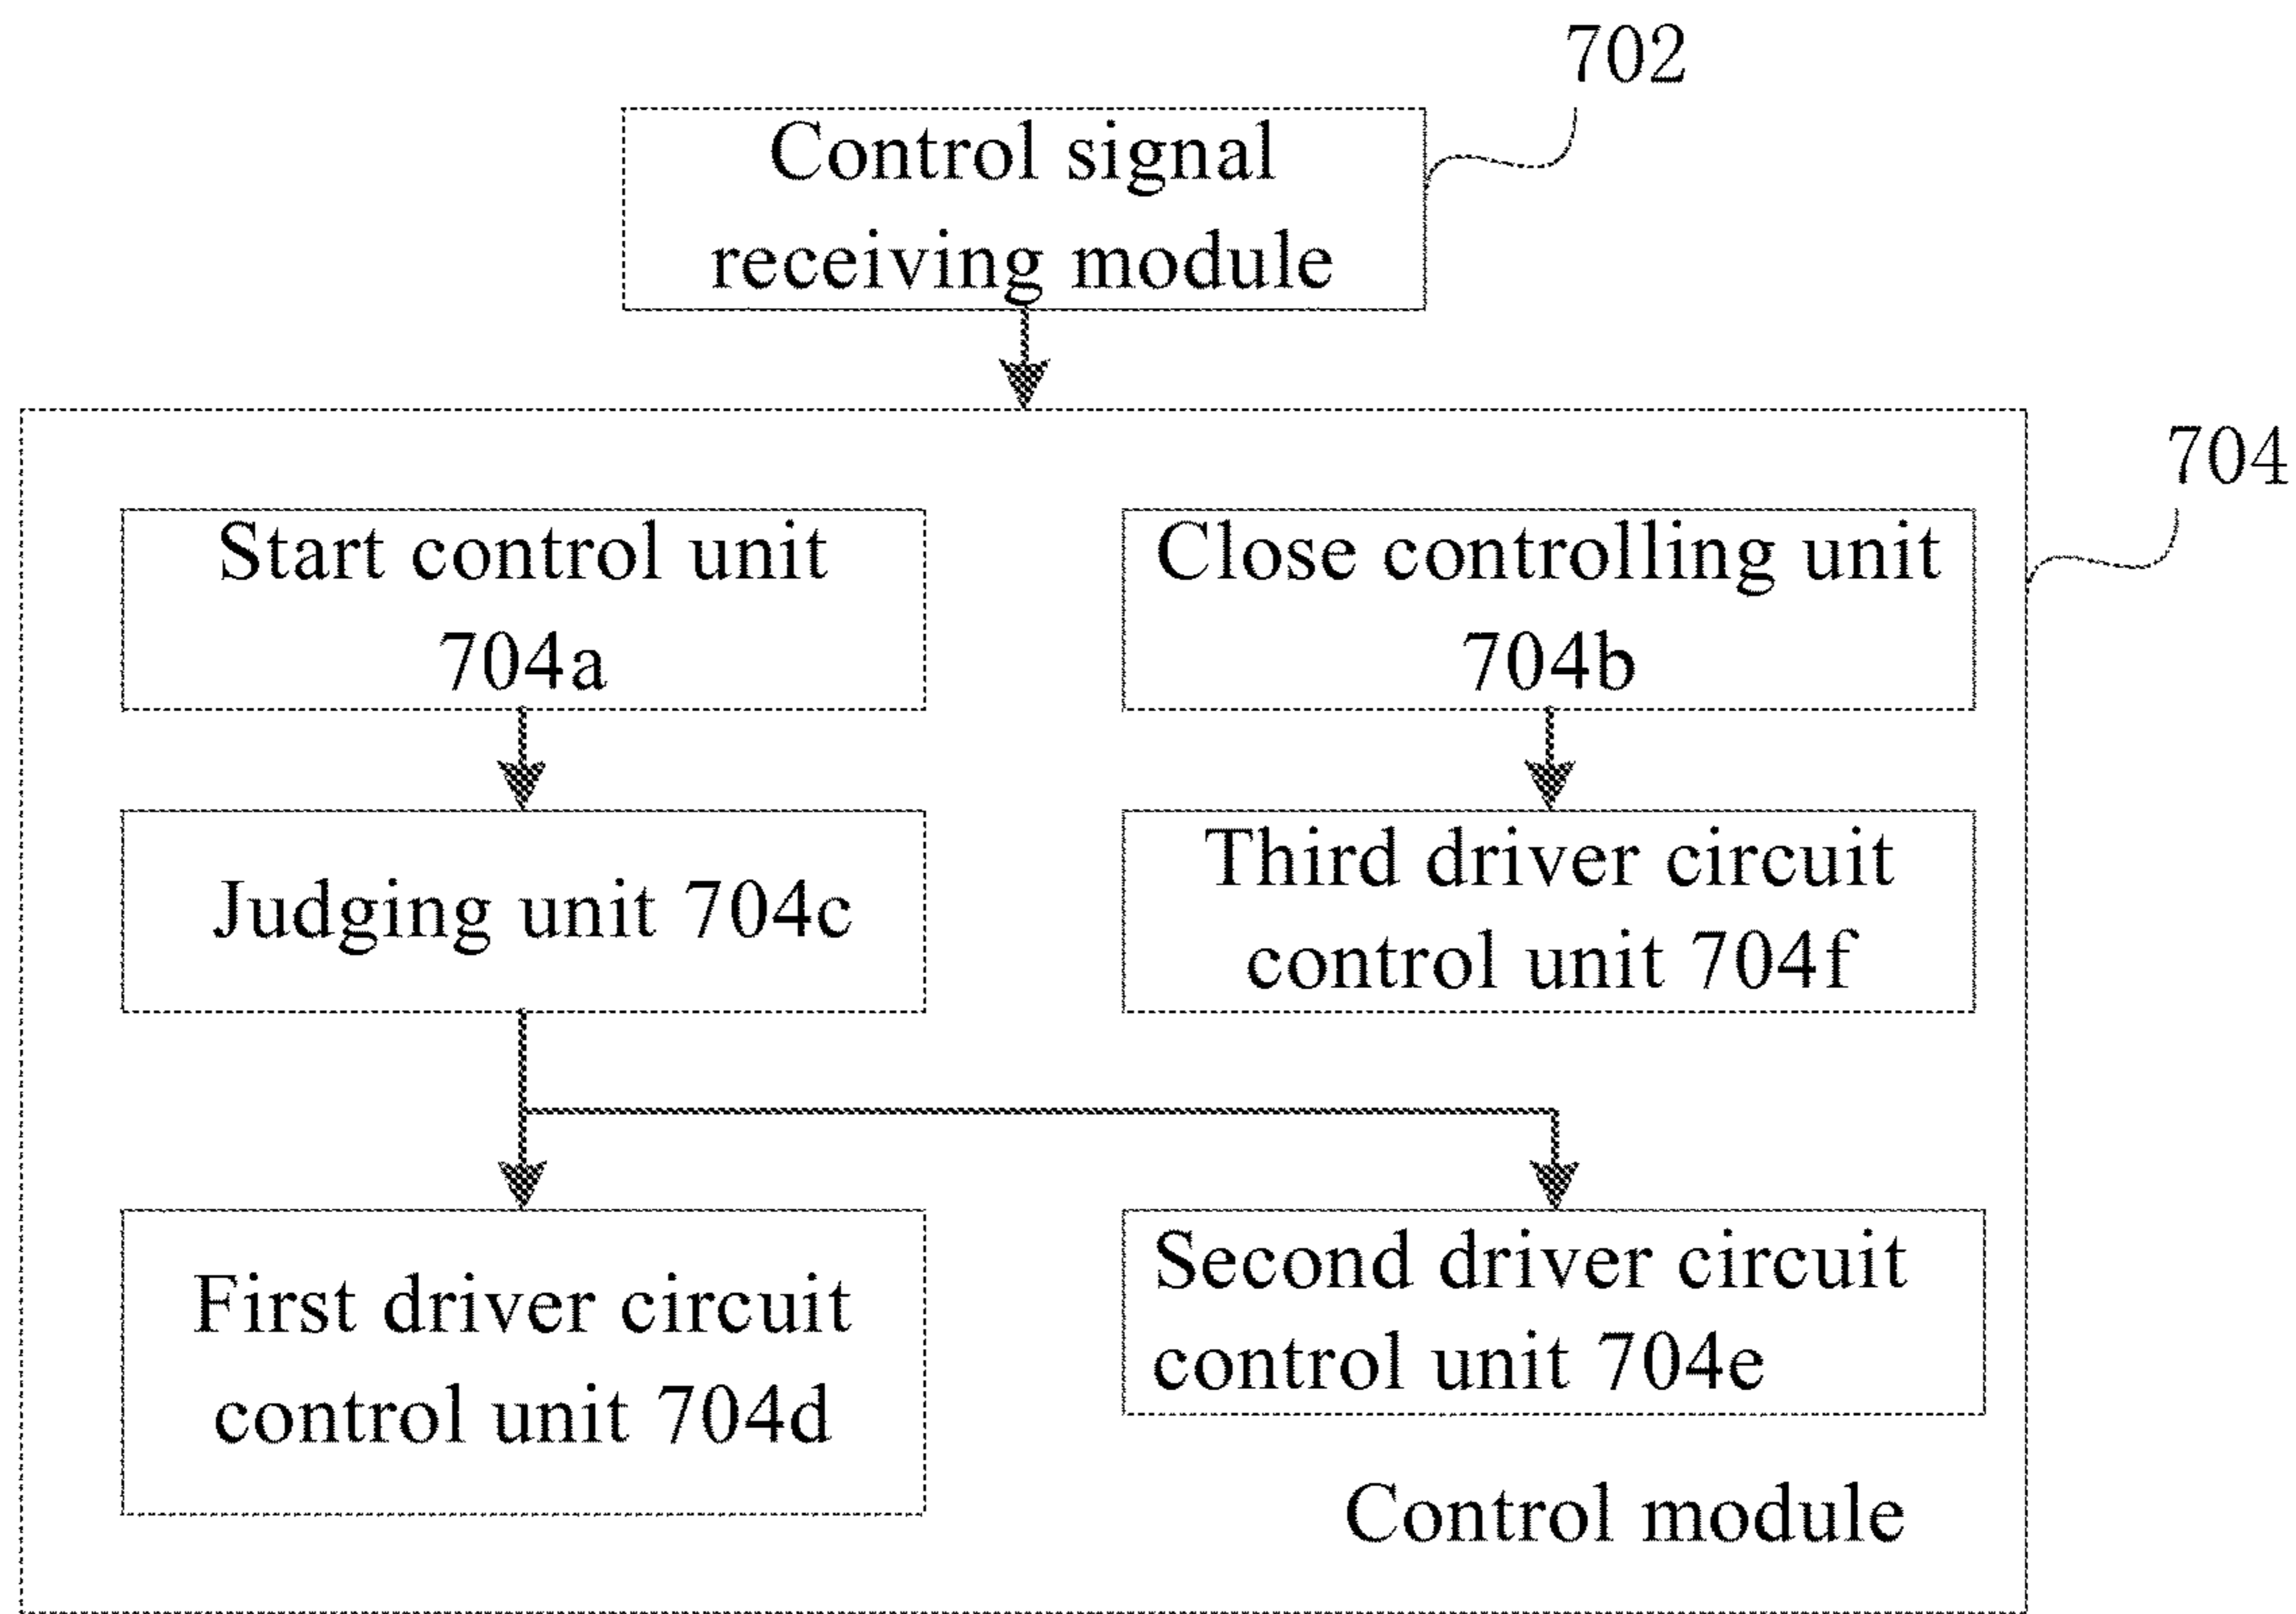 702
Control signal
receiving module
704
Start control unit
704a
Close controlling unit
704b
Judging unit 704c
Third driver circuit
control unit 704f
First driver circuit
control unit 704d
Second driver circuit
control unit 704e
Control module